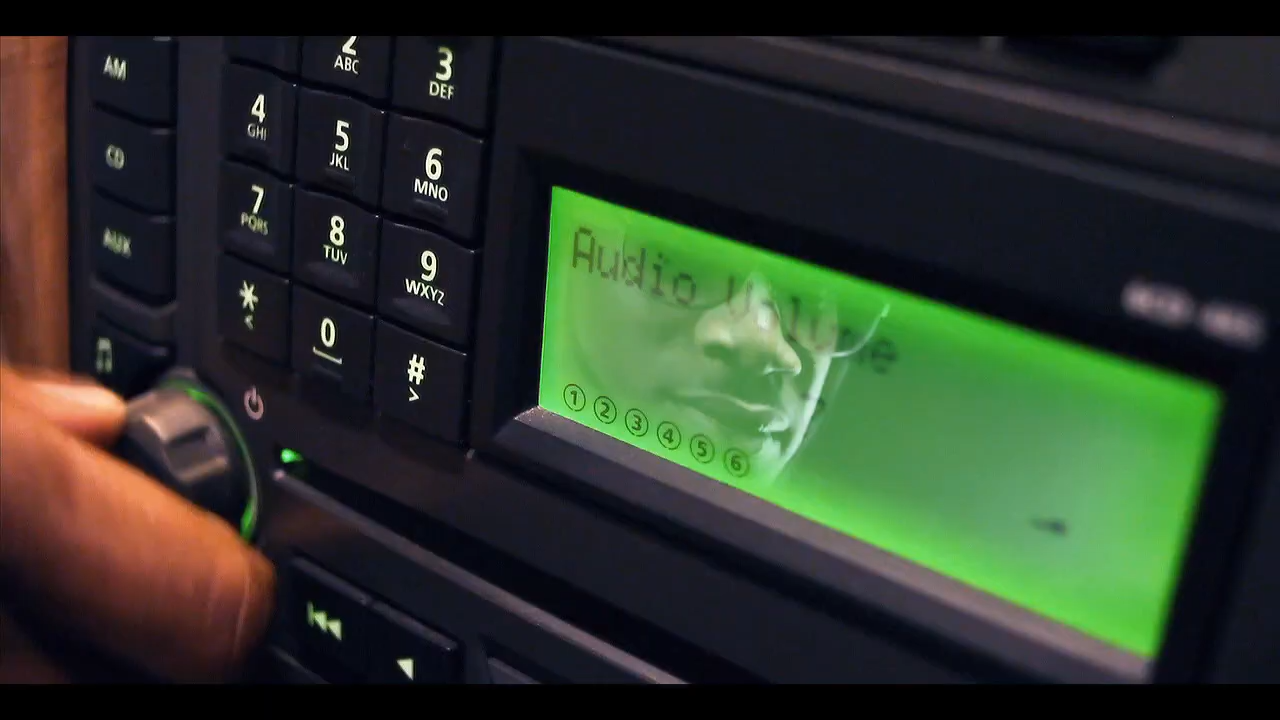 AM
CD
AUX
2
ABC
3
DEF
4
GHI
5
JKL
6
MNO
7
PQRS
8
TUV
9
WXYZ
*
<
0
#
>
Audio Volume
① ② ③ ④ ⑤ ⑥